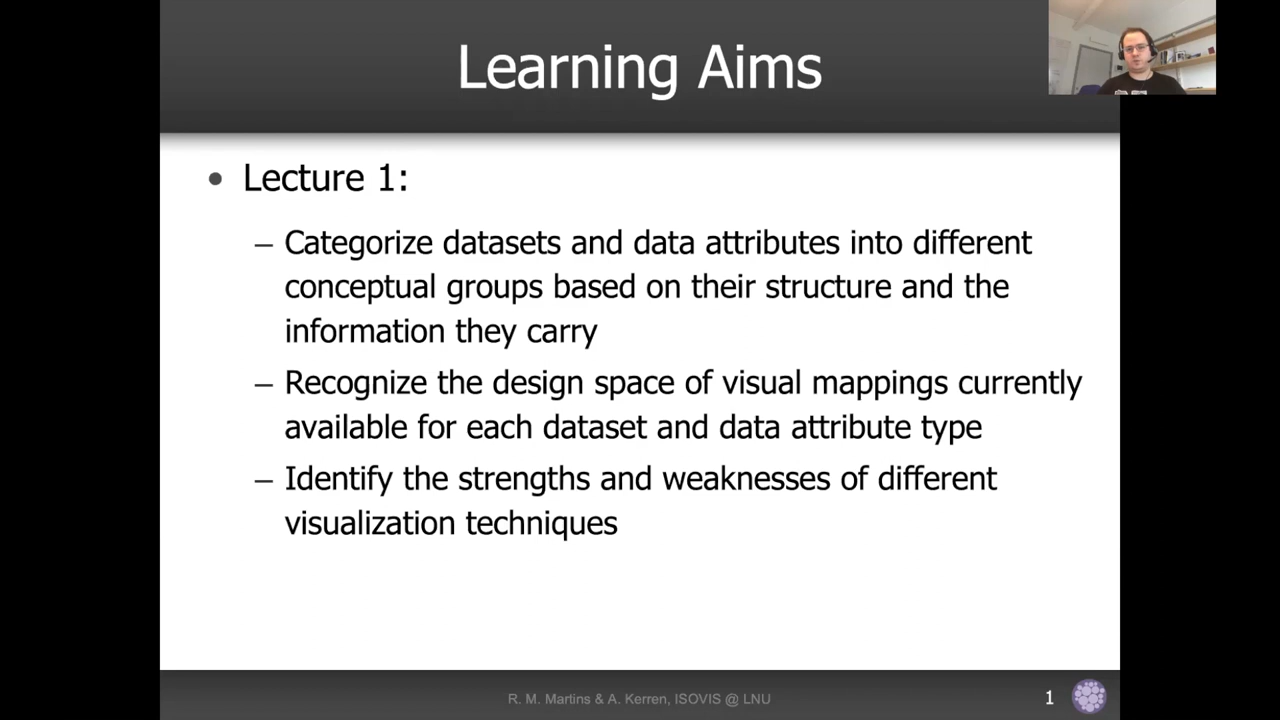 Learning Aims
• Lecture 1:
– Categorize datasets and data attributes into different
conceptual groups based on their structure and the
information they carry
– Recognize the design space of visual mappings currently
available for each dataset and data attribute type
– Identify the strengths and weaknesses of different
visualization techniques
R. M. Martins & A. Kerren, ISOVIS @ LNU
1